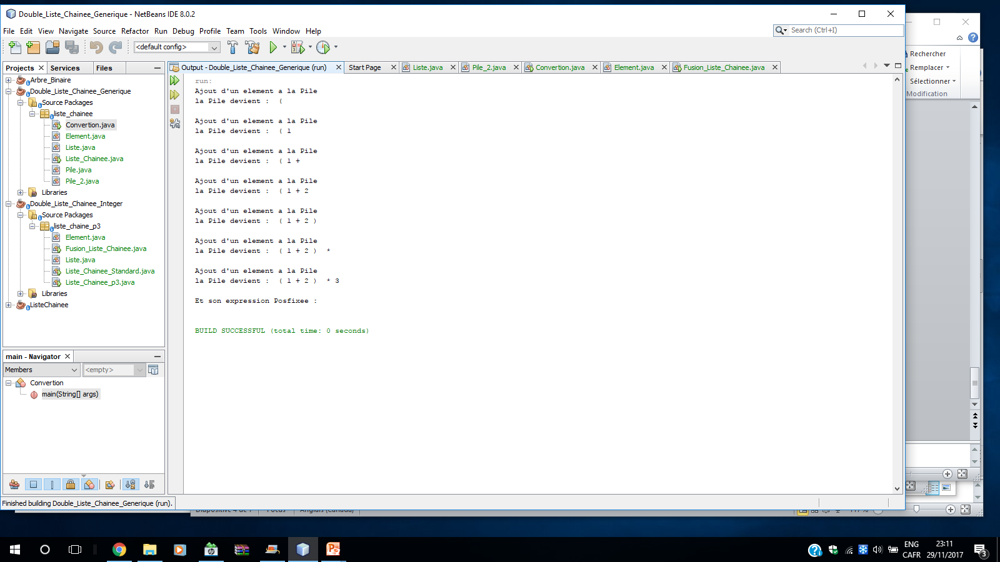 Double_Liste_Chainee_Generique - NetBeans IDE 8.0.2
File Edit View Navigate Source Refactor Run Debug Profile Team Tools Window Help
Search (Ctrl+I)
<default config>
Projects Services Files
Arbre_Binaire
Double_Liste_Chainee_Generique
Source Packages
liste_chainee
Convertion.java
Element.java
Liste.java
Liste_Chainee.java
Pile.java
Pile_2.java
Libraries
Double_Liste_Chainee_Integer
Source Packages
liste_chaine_p3
Element.java
Fusion_Liste_Chainee.java
Liste.java
Liste_Chainee_Standard.java
Liste_Chainee_p3.java
Libraries
ListeChainee
main - Navigator
Members
<empty>
Convertion
main(String[] args)
Output - Double_Liste_Chainee_Generique (run) Start Page Liste.java Pile_2.java Convertion.java Element.java Fusion_Liste_Chainee.java
run:
Ajout d'un element a la Pile
la Pile devient : (
Ajout d'un element a la Pile
la Pile devient : ( 1
Ajout d'un element a la Pile
la Pile devient : ( 1 +
Ajout d'un element a la Pile
la Pile devient : ( 1 + 2
Ajout d'un element a la Pile
la Pile devient : ( 1 + 2 )
Ajout d'un element a la Pile
la Pile devient : ( 1 + 2 ) *
Ajout d'un element a la Pile
la Pile devient : ( 1 + 2 ) * 3
Et son expression Posfixee :
BUILD SUCCESSFUL (total time: 0 seconds)
Finished building Double_Liste_Chainee_Generique (run).
Rechercher
Remplacer
Sélectionner
Modification
ENG
CAFR
23:11
29/11/2017
3